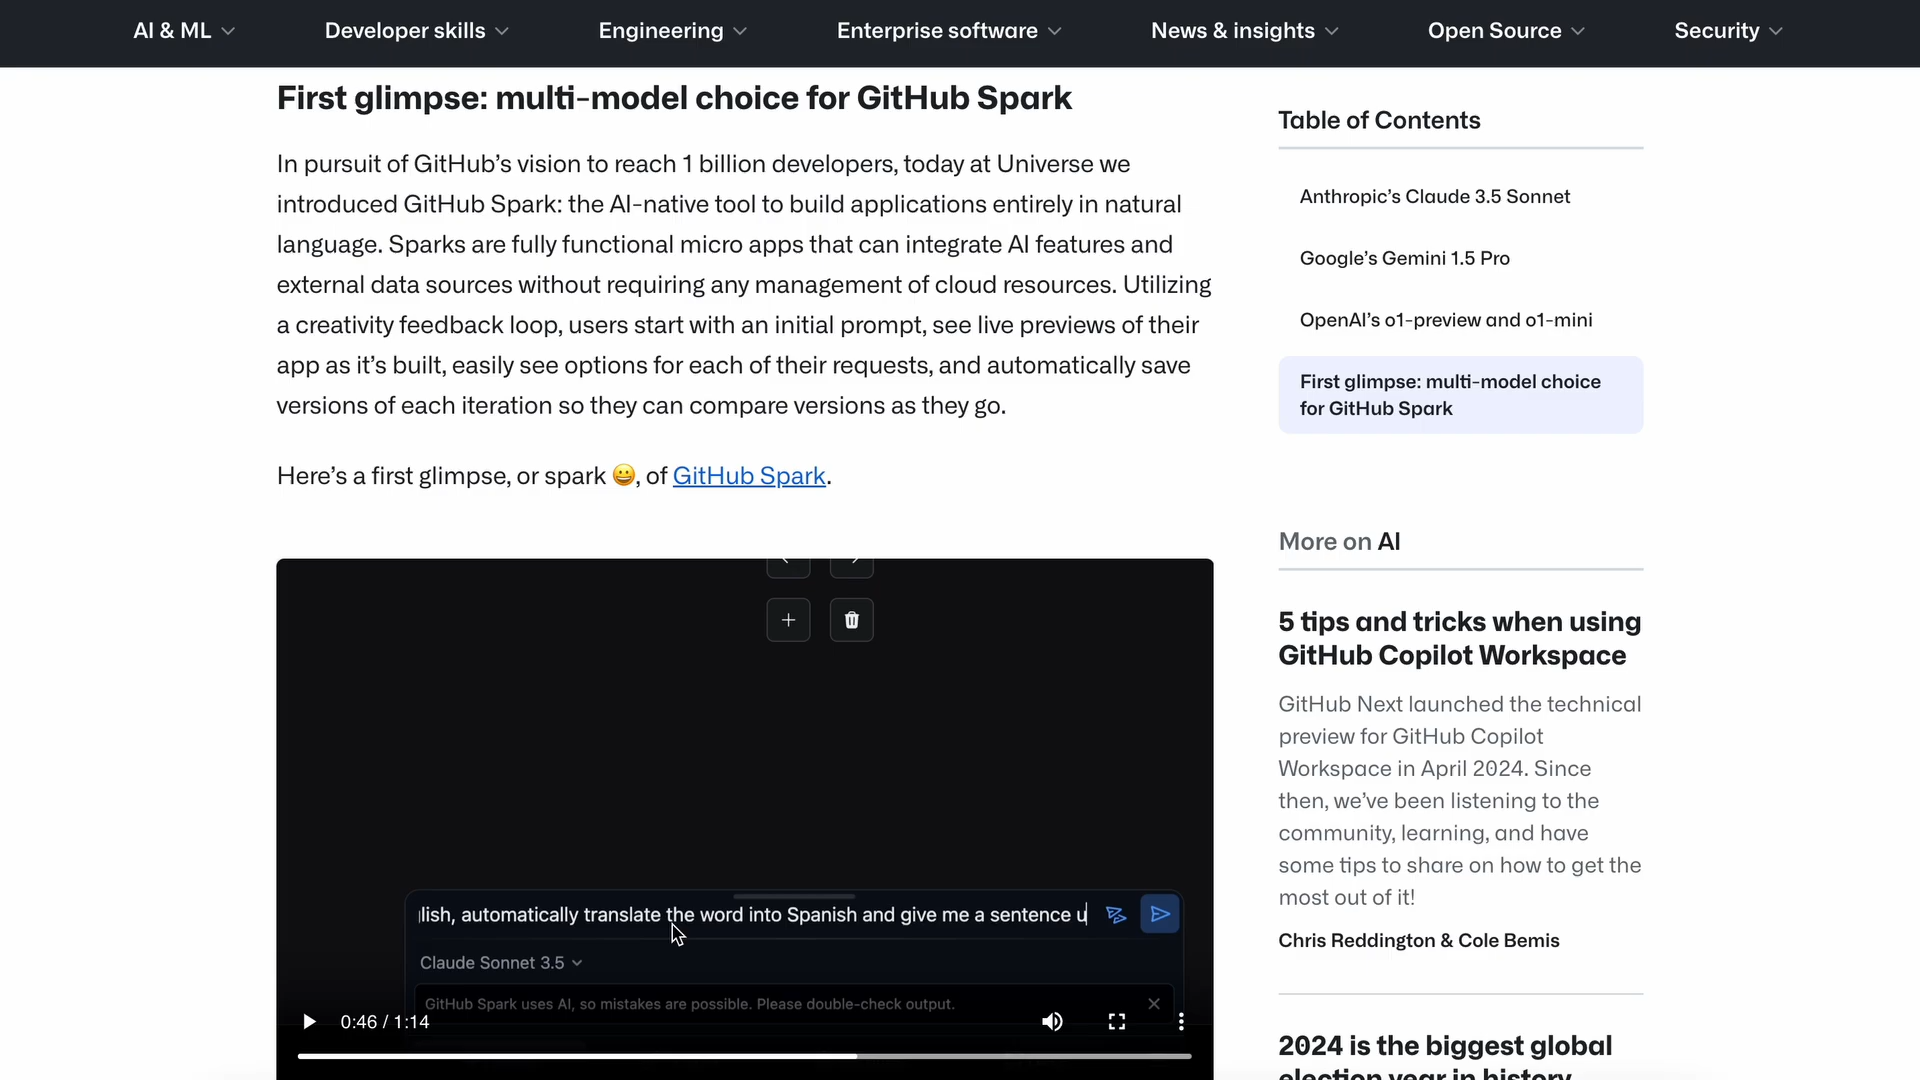 AI & ML
Developer skills
Engineering
Enterprise software
News & insights
Open Source
Security
First glimpse: multi-model choice for GitHub Spark
In pursuit of GitHub’s vision to reach 1 billion developers, today at Universe we
introduced GitHub Spark: the AI-native tool to build applications entirely in natural
language. Sparks are fully functional micro apps that can integrate AI features and
external data sources without requiring any management of cloud resources. Utilizing
a creativity feedback loop, users start with an initial prompt, see live previews of their
app as it’s built, easily see options for each of their requests, and automatically save
versions of each iteration so they can compare versions as they go.
Here’s a first glimpse, or spark 😀, of GitHub Spark.
lish, automatically translate the word into Spanish and give me a sentence u
Claude Sonnet 3.5
GitHub Spark uses AI, so mistakes are possible. Please double-check output.
0:46 / 1:14
Table of Contents
Anthropic’s Claude 3.5 Sonnet
Google’s Gemini 1.5 Pro
OpenAI’s o1-preview and o1-mini
First glimpse: multi-model choice
for GitHub Spark
More on AI
5 tips and tricks when using
GitHub Copilot Workspace
GitHub Next launched the technical
preview for GitHub Copilot
Workspace in April 2024. Since
then, we’ve been listening to the
community, learning, and have
some tips to share on how to get the
most out of it!
Chris Reddington & Cole Bemis
2024 is the biggest global
election year in history